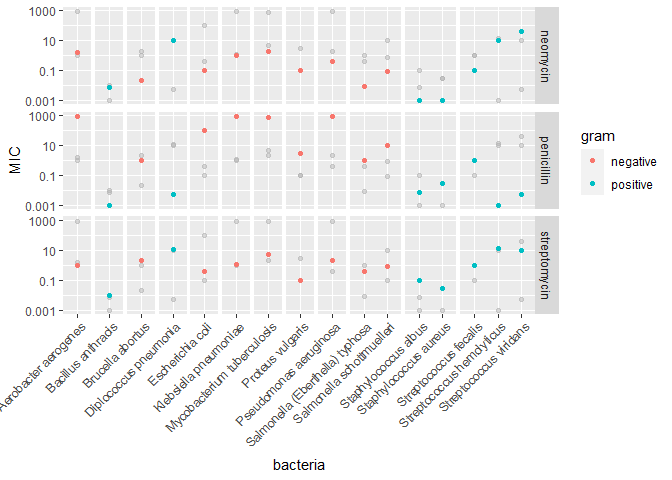 1000
10
0.1
0.001
neomycin
1000
10
0.1
0.001
penicillin
1000
10
0.1
0.001
streptomycin
MIC
gram
negative
positive
Aerobacter aerogenes
Bacillus anthracis
Brucella abortus
Diplococcus pneumonia
Escherichia coli
Klebsiella pneumoniae
Mycobacterium tuberculosis
Proteus vulgaris
Pseudomonas aeruginosa
Salmonella (Eberthella) typhosa
Salmonella schottmuelleri
Staphylococcus albus
Staphylococcus aureus
Streptococcus fecalis
Streptococcus hemolyticus
Streptococcus viridans
bacteria